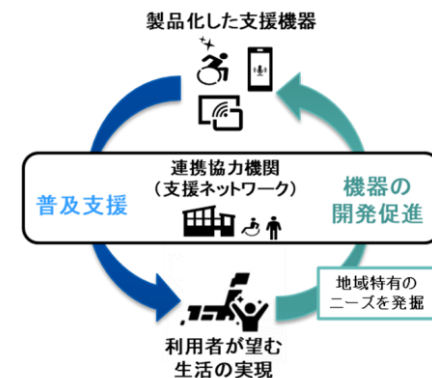 製品化した支援機器
連携協力機関
(支援ネットワーク)
普及支援
機器の
開発促進
地域特有の
ニーズを発掘
利用者が望む
生活の実現